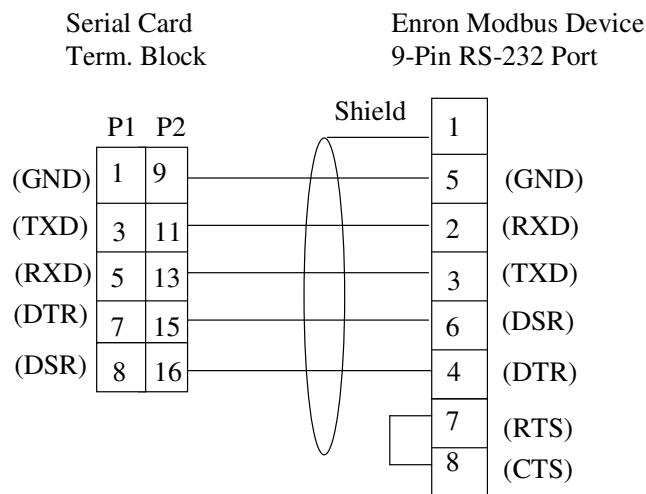 Serial Card Enron Modbus Device
Term. Block 9-Pin RS-232 Port
Shield 1
P1 P2
(GND) 1 9 5 (GND)
(TXD) 3 11 2 (RXD)
(RXD) 5 13 3 (TXD)
(DTR) 7 15 6 (DSR)
(DSR) 8 16 4 (DTR)
7 (RTS)
8 (CTS)